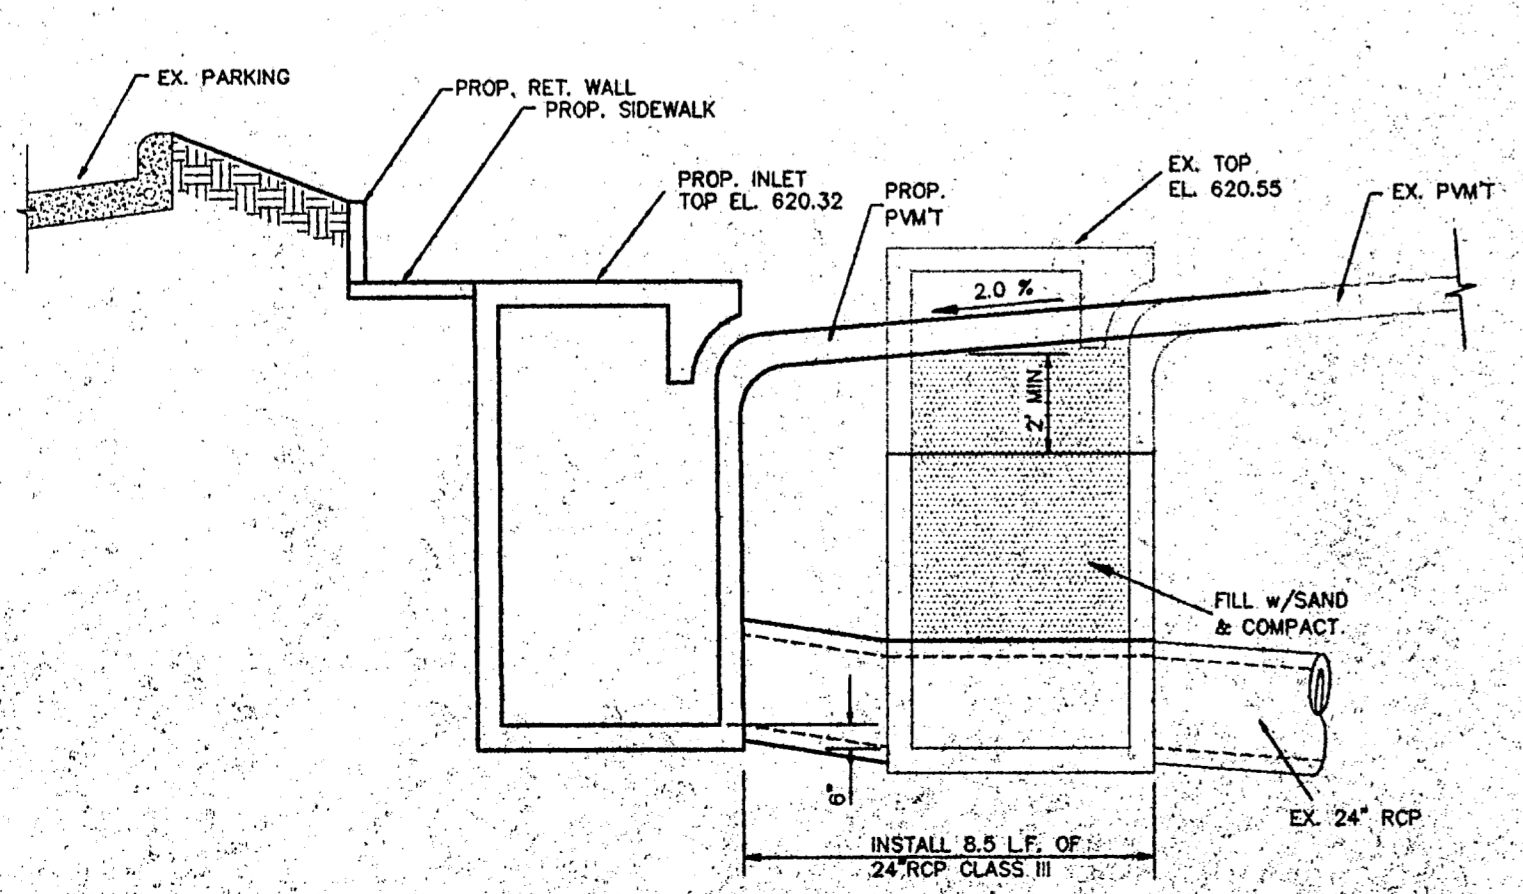 EX. PARKING
PROP. RET. WALL
PROP. SIDEWALK
PROP. INLET
TOP EL. 620.32
PROP.
PVM'T
EX. TOP
EL. 620.55
EX. PVM'T
2.0 %
2' MIN.
FILL w/SAND
& COMPACT.
6"
EX. 24" RCP
INSTALL 8.5 L.F. OF
24"RCP CLASS III